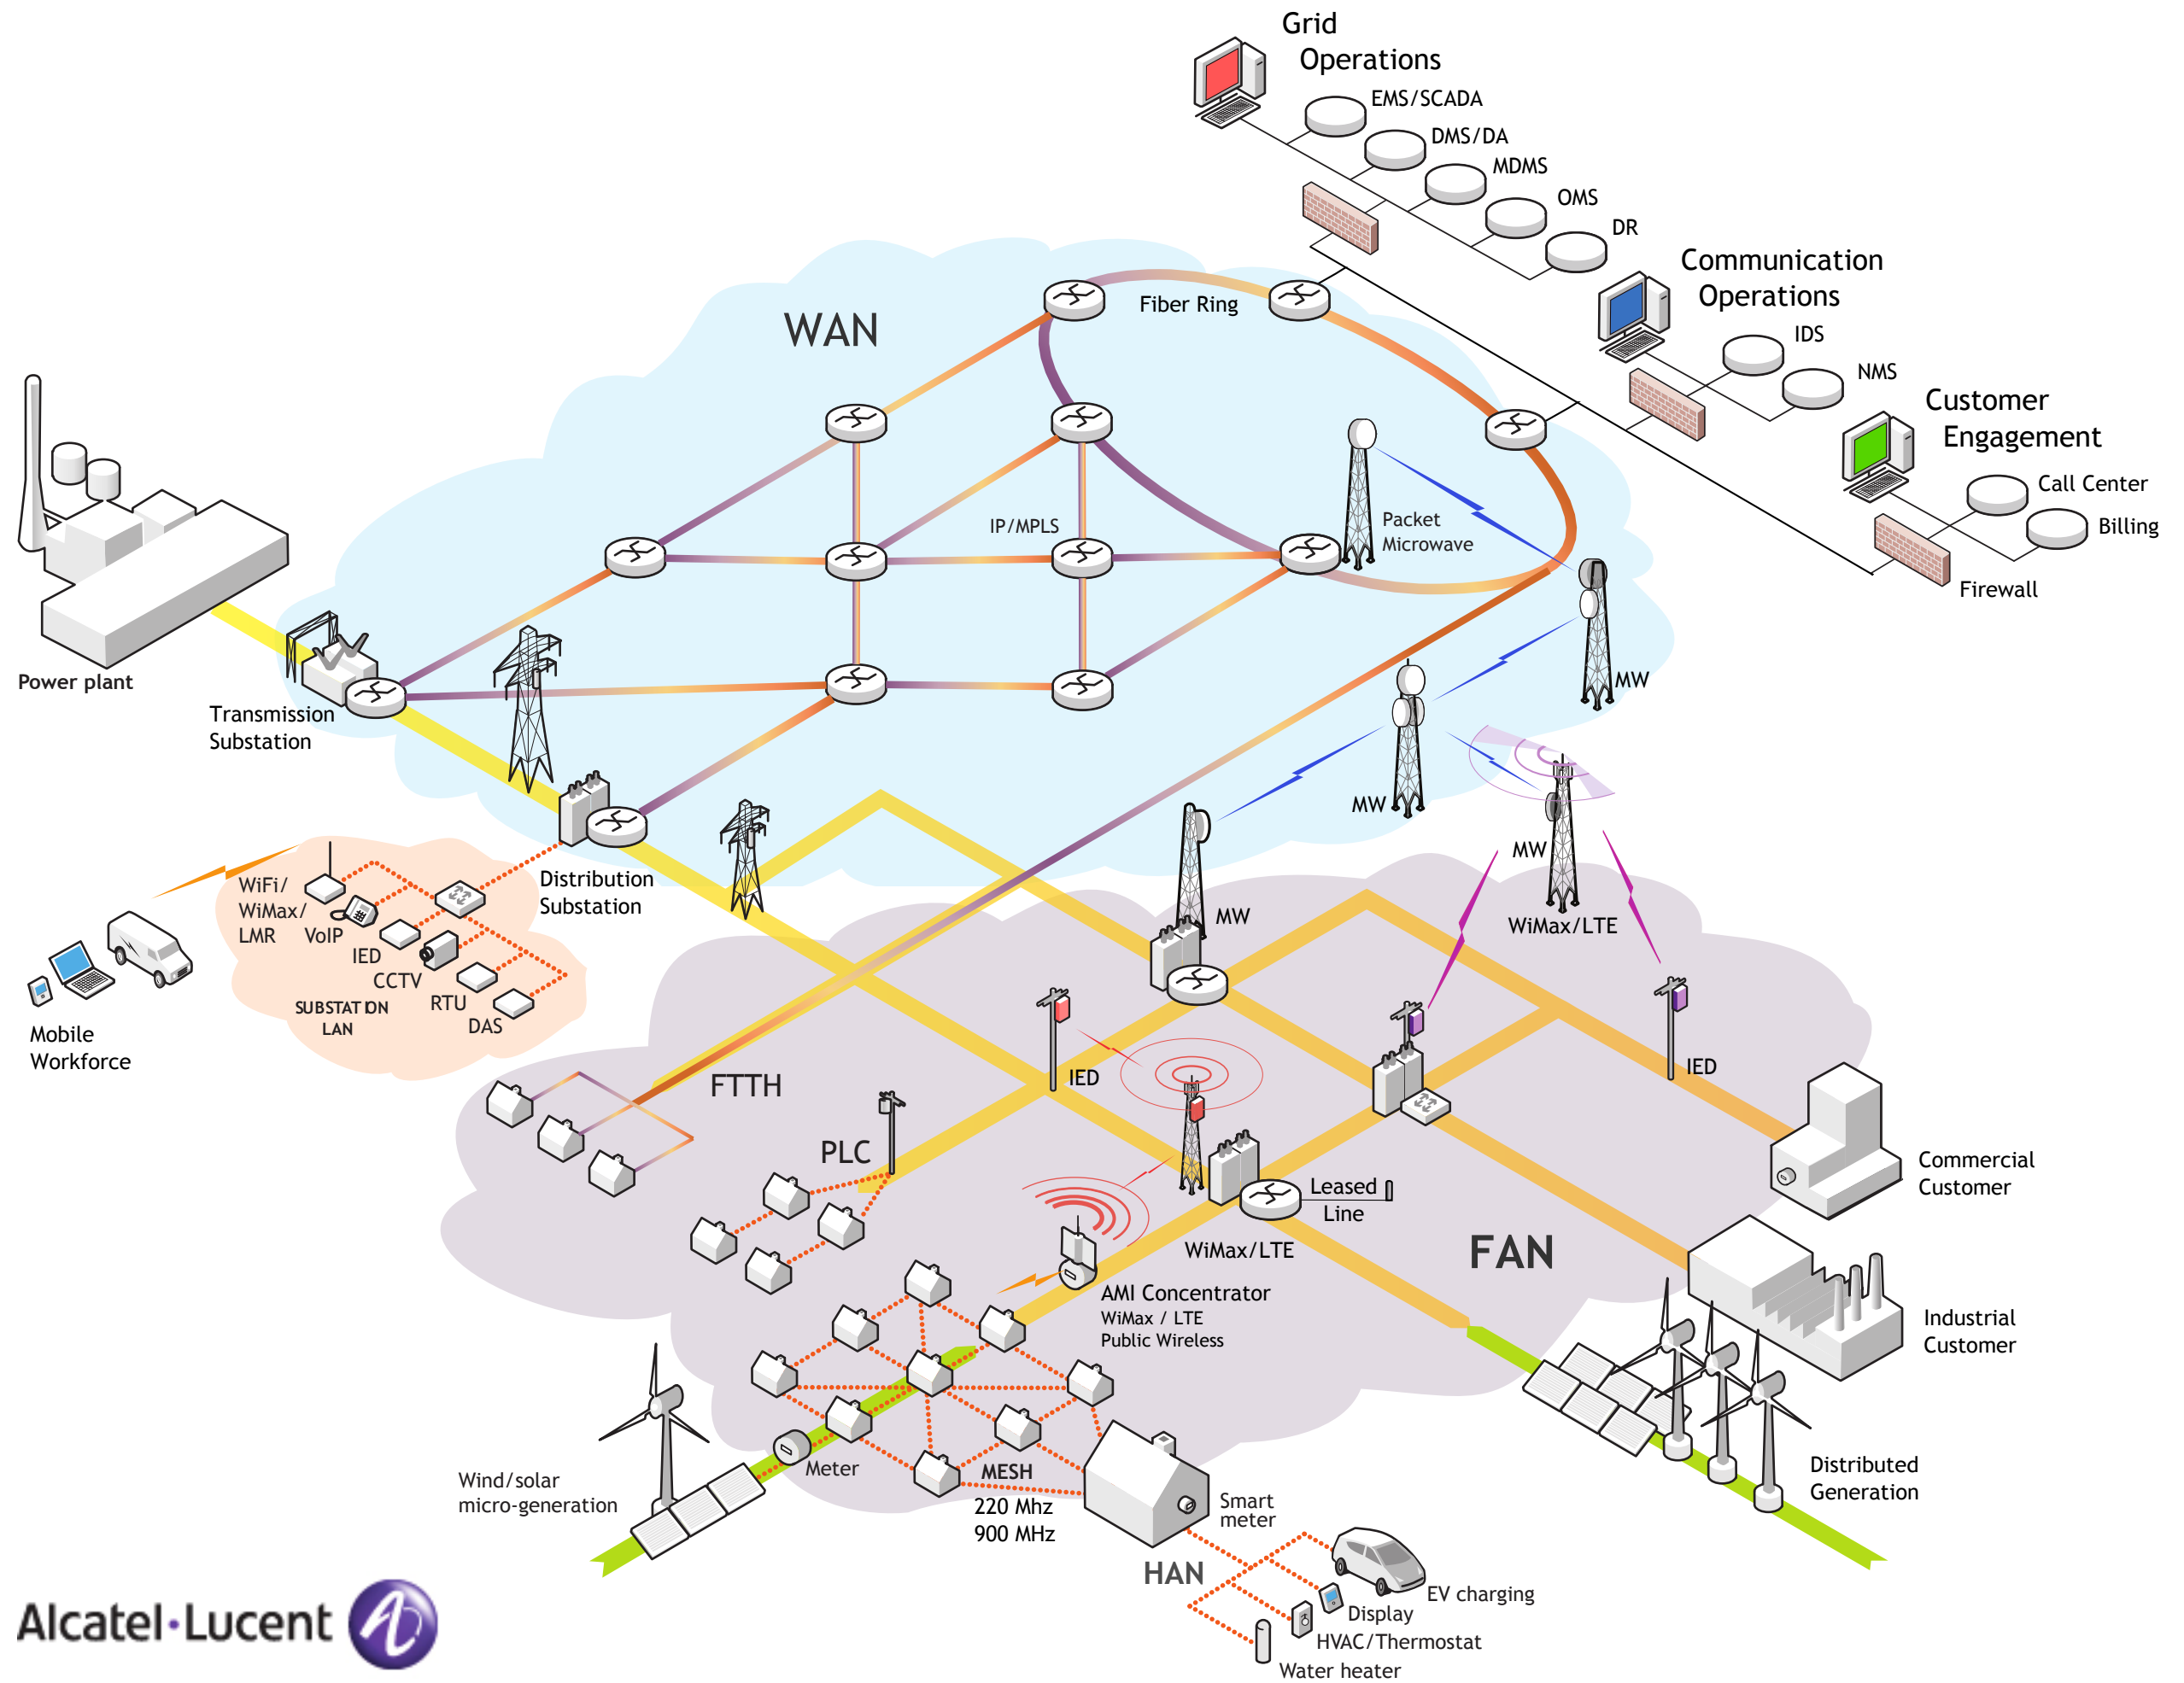 Grid
Operations
EMS/SCADA
DMS/DA
MDMS
OMS
DR
Communication
Operations
IDS
NMS
Customer
Engagement
Call Center
Billing
Firewall
WAN
Fiber Ring
IP/MPLS
Packet
Microwave
MW
MW
MW
WiMax/LTE
MW
Power plant
Transmission
Substation
Distribution
Substation
WiFi/
WiMax/
LMR
VoIP
IED
CCTV
RTU
DAS
SUBSTATION
LAN
Mobile
Workforce
FTTH
PLC
IED
IED
Leased
Line
WiMax/LTE
FAN
AMI Concentrator
WiMax / LTE
Public Wireless
Commercial
Customer
Industrial
Customer
Distributed
Generation
Wind/solar
micro-generation
Meter
MESH
220 Mhz
900 MHz
Smart
meter
HAN
EV charging
Display
HVAC/Thermostat
Water heater
Alcatel·Lucent